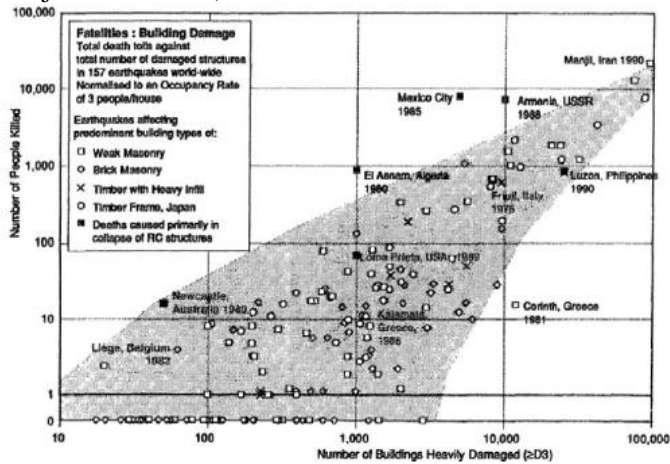 Number of People Killed
100,000
10,000
1,000
100
10
1
0
Fatalities : Building Damage
Total death tolls against
total number of damaged structures
in 157 earthquakes world-wide
Normalised to an Occupancy Rate
of 3 people/house
Earthquakes affecting
predominant building types of:
Weak Masonry
Brick Masonry
Timber with Heavy Infill
Timber Frame, Japan
Deaths caused primarily in
collapse of RC structures
Manjil, Iran 1990
Mexico City
1985
Armenia, USSR
1988
El Asnam, Algeria
1980
Friuli, Italy
1976
Luzon, Philippines
1990
Loma Prieta, USA, 1989
Newcastle,
Australia 1989
Kalamata,
Greece,
1986
Corinth, Greece
1981
Liège, Belgium
1982
10
100
1,000
10,000
100,000
Number of Buildings Heavily Damaged (≥D3)